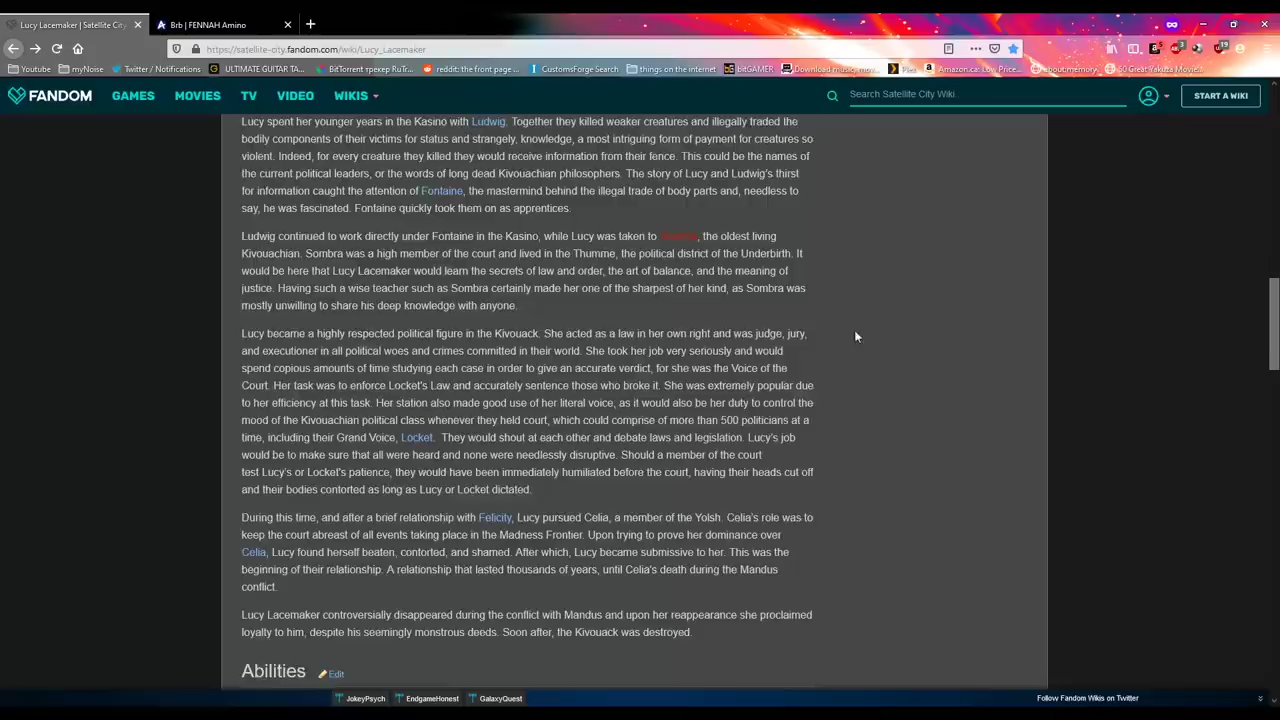 Lucy Lacemaker | Satellite City
Brb | FENNAH Amino
https://satellite-city.fandom.com/wiki/Lucy_Lacemaker
Youtube
myNoise
Twitter / Notifications
ULTIMATE GUITAR TA...
BitTorrent трекер RuTr...
reddit: the front page ...
CustomsForge Search
things on the internet
bitGAMER
Download music, mov...
Plex
Amazon.ca: Low Price...
about:memory
50 Great Yakuza Movies
FANDOM
GAMES
MOVIES
TV
VIDEO
WIKIS
Search Satellite City Wiki
START A WIKI
Lucy spent her younger years in the Kasino with Ludwig. Together they killed weaker creatures and illegally traded the
bodily components of their victims for status and strangely, knowledge, a most intriguing form of payment for creatures so
violent. Indeed, for every creature they killed they would receive information from their fence. This could be the names of
the current political leaders, or the words of long dead Kivouachian philosophers. The story of Lucy and Ludwig's thirst
for information caught the attention of Fontaine, the mastermind behind the illegal trade of body parts and, needless to
say, he was fascinated. Fontaine quickly took them on as apprentices.
Ludwig continued to work directly under Fontaine in the Kasino, while Lucy was taken to , the oldest living
Kivouachian. Sombra was a high member of the court and lived in the Thumme, the political district of the Underbirth. It
would be here that Lucy Lacemaker would learn the secrets of law and order, the art of balance, and the meaning of
justice. Having such a wise teacher such as Sombra certainly made her one of the sharpest of her kind, as Sombra was
mostly unwilling to share his deep knowledge with anyone.
Lucy became a highly respected political figure in the Kivouack. She acted as a law in her own right and was judge, jury,
and executioner in all political woes and crimes committed in their world. She took her job very seriously and would
spend copious amounts of time studying each case in order to give an accurate verdict, for she was the Voice of the
Court. Her task was to enforce Locket's Law and accurately sentence those who broke it. She was extremely popular due
to her efficiency at this task. Her station also made good use of her literal voice, as it would also be her duty to control the
mood of the Kivouachian political class whenever they held court, which could comprise of more than 500 politicians at a
time, including their Grand Voice, Locket. They would shout at each other and debate laws and legislation. Lucy's job
would be to make sure that all were heard and none were needlessly disruptive. Should a member of the court
test Lucy's or Locket's patience, they would have been immediately humiliated before the court, having their heads cut off
and their bodies contorted as long as Lucy or Locket dictated.
During this time, and after a brief relationship with Felicity, Lucy pursued Celia, a member of the Yolsh. Celia's role was to
keep the court abreast of all events taking place in the Madness Frontier. Upon trying to prove her dominance over
Celia, Lucy found herself beaten, contorted, and shamed. After which, Lucy became submissive to her. This was the
beginning of their relationship. A relationship that lasted thousands of years, until Celia's death during the Mandus
conflict.
Lucy Lacemaker controversially disappeared during the conflict with Mandus and upon her reappearance she proclaimed
loyalty to him, despite his seemingly monstrous deeds. Soon after, the Kivouack was destroyed.
Abilities Edit
JokeyPsych
EndgameHonest
GalaxyQuest
Follow Fandom Wikis on Twitter